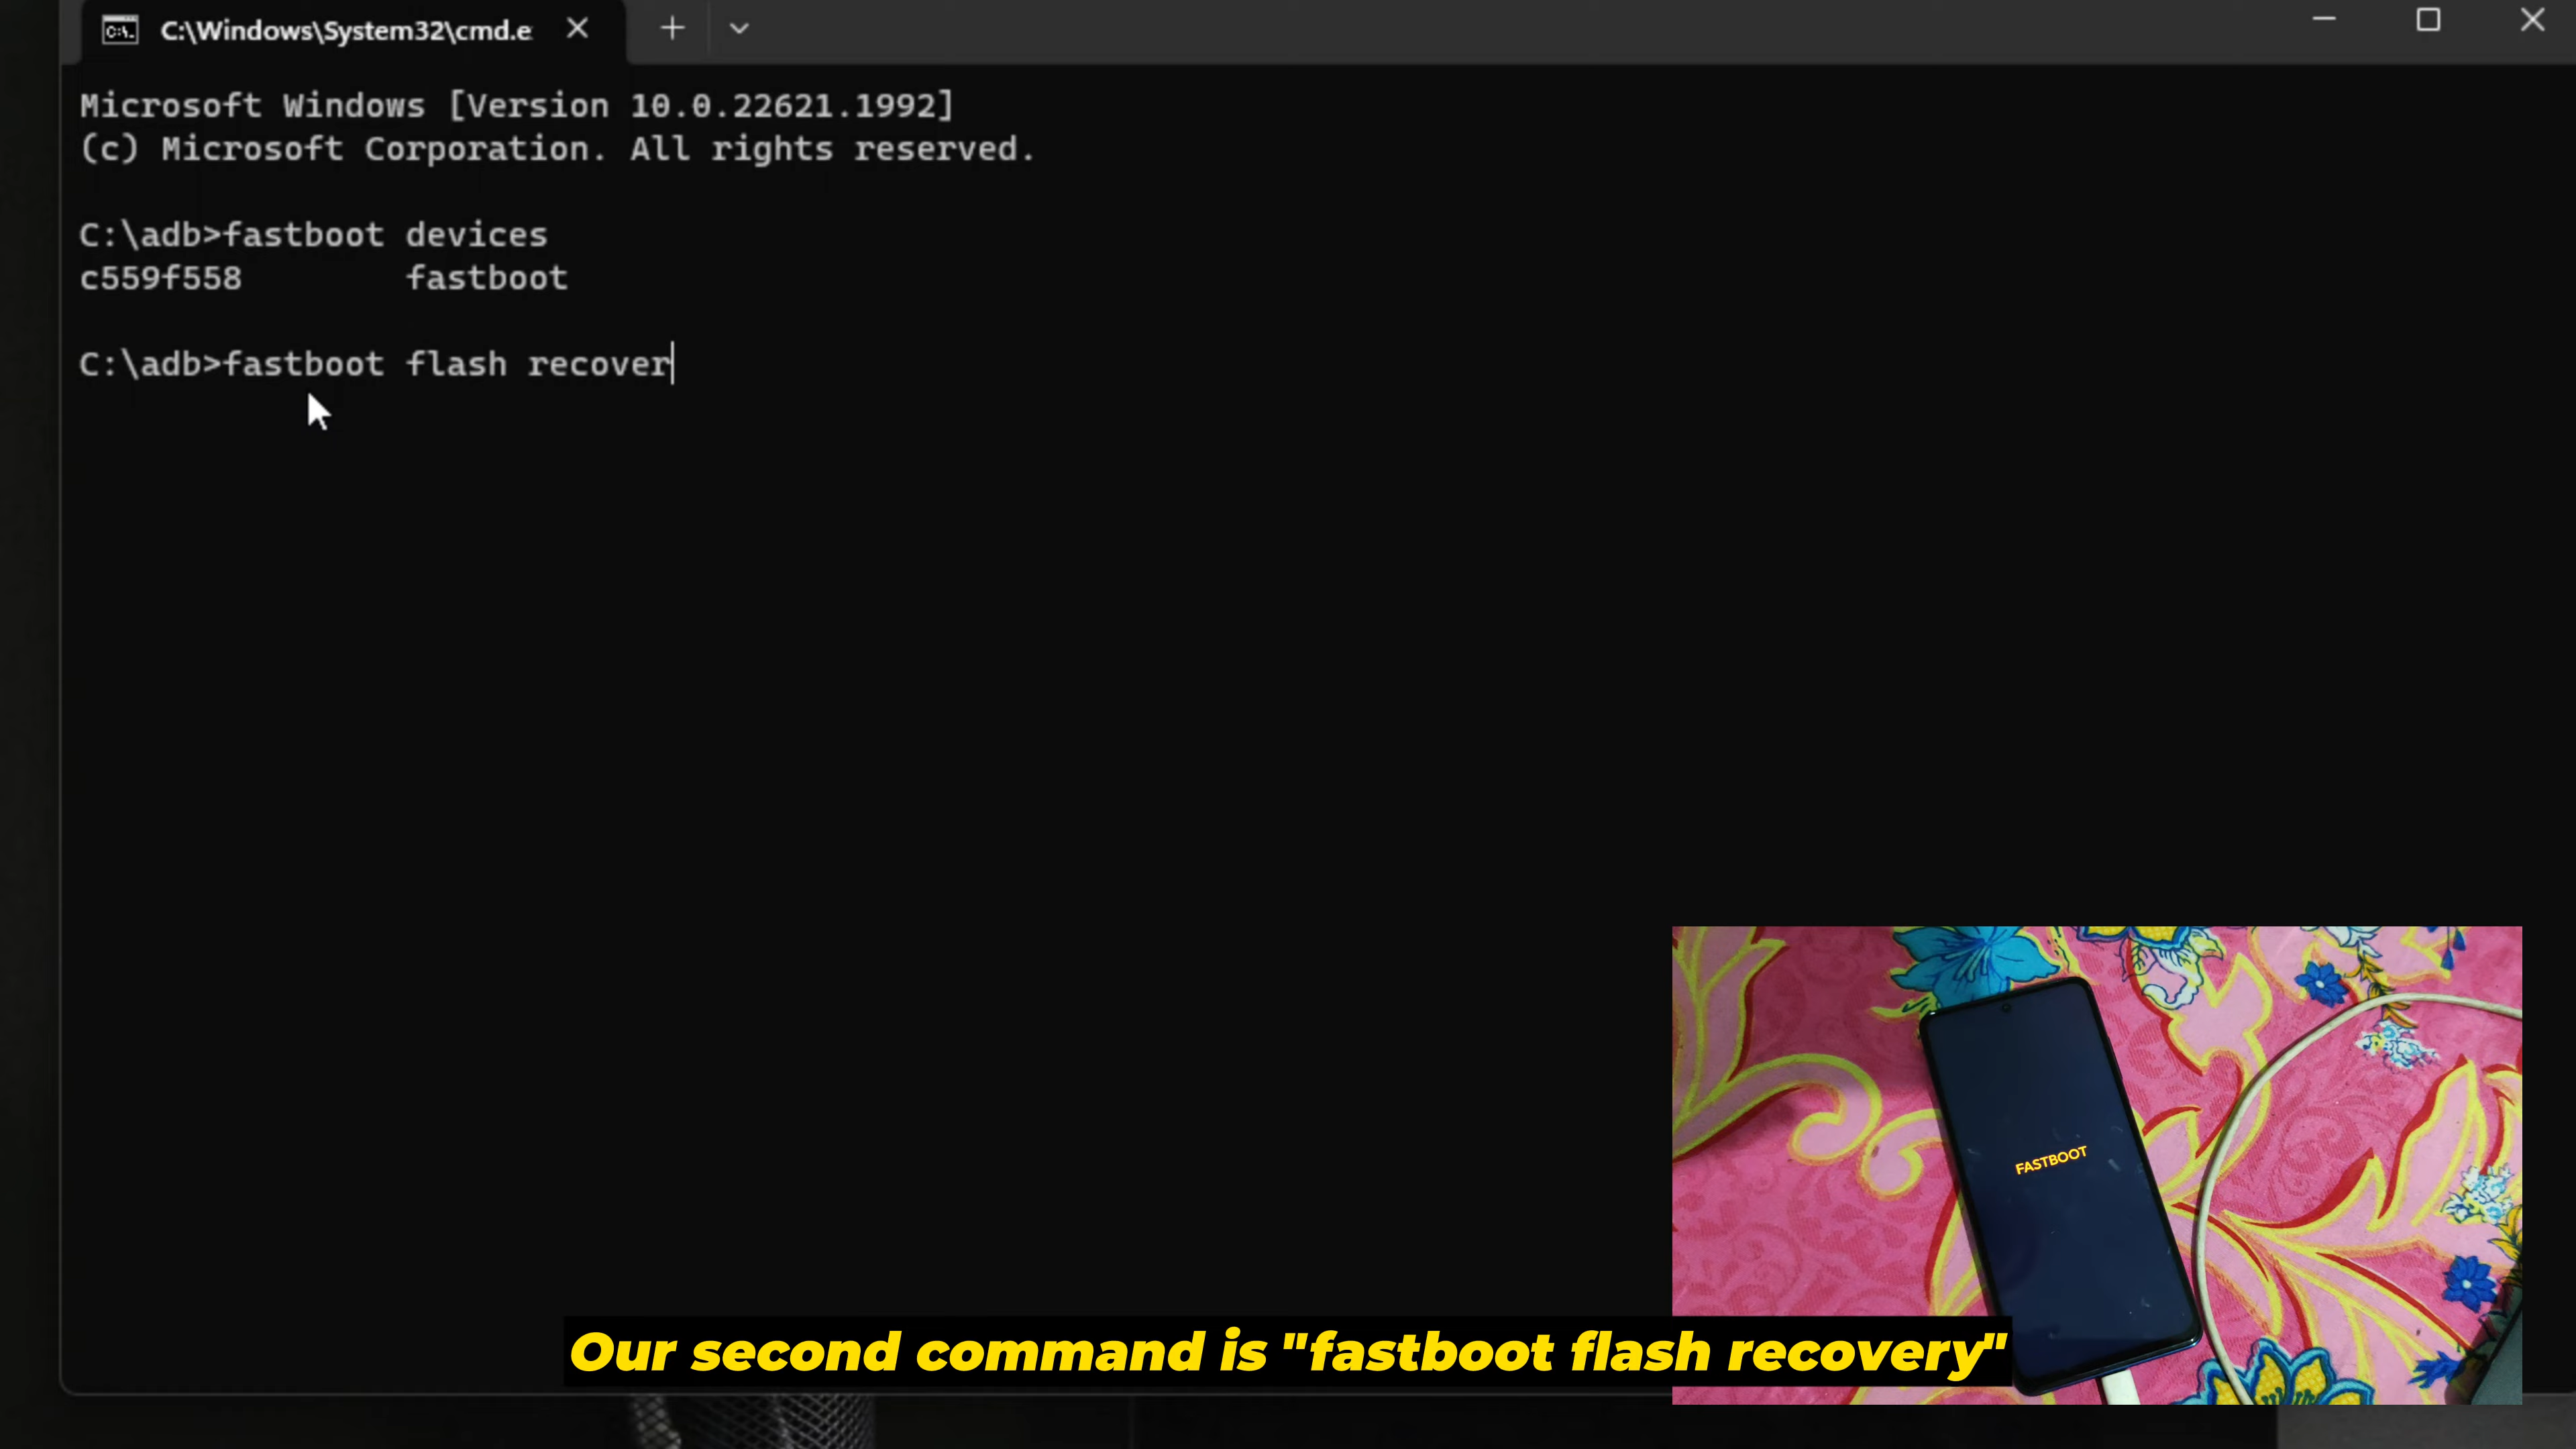 C:\Windows\System32\cmd.e
Microsoft Windows [Version 10.0.22621.1992]
(c) Microsoft Corporation. All rights reserved.
C:\adb>fastboot devices
c559f558 fastboot
C:\adb>fastboot flash recover
FASTBOOT
Our second command is "fastboot flash recovery"